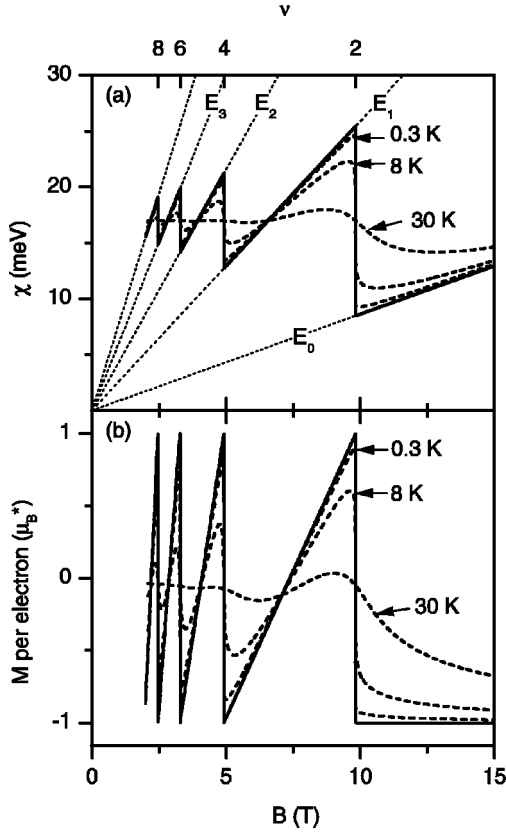 ν
8 6 4 2
30
(a)
E3 E2 E1
0.3 K
8 K
20
30 K
χ (meV)
10
E0
(b)
1
0.3 K
8 K
M per electron (μB*)
0
30 K
-1
0 5 10 15
B (T)